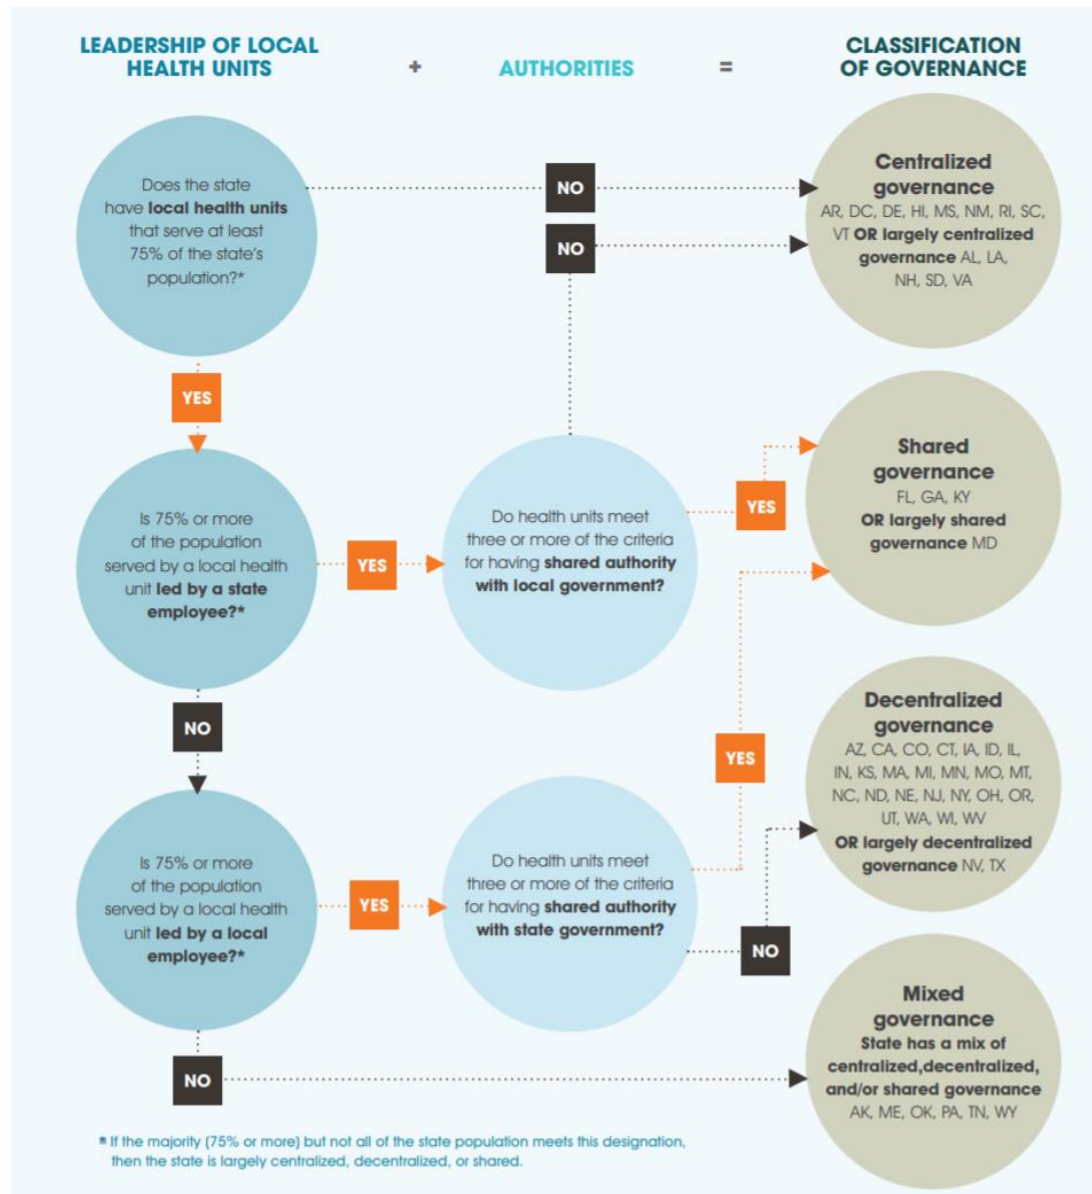 LEADERSHIP OF LOCAL
HEALTH UNITS
+
AUTHORITIES
=
CLASSIFICATION
OF GOVERNANCE
Does the state
have local health units
that serve at least
75% of the state's
population?*
NO
NO
Centralized
governance
AR, DC, DE, HI, MS, NM, RI, SC,
VT OR largely centralized
governance AL, LA,
NH, SD, VA
YES
Is 75% or more
of the population
served by a local health
unit led by a state
employee?*
YES
Do health units meet
three or more of the criteria
for having shared authority
with local government?
YES
Shared
governance
FL, GA, KY
OR largely shared
governance MD
NO
Is 75% or more
of the population
served by a local health
unit led by a local
employee?*
YES
Do health units meet
three or more of the criteria
for having shared authority
with state government?
YES
NO
Decentralized
governance
AZ, CA, CO, CT, IA, ID, IL,
IN, KS, MA, MI, MN, MO, MT,
NC, ND, NE, NJ, NY, OH, OR,
UT, WA, WI, WV
OR largely decentralized
governance NV, TX
NO
Mixed
governance
State has a mix of
centralized,decentralized,
and/or shared governance
AK, ME, OK, PA, TN, WY
* If the majority (75% or more) but not all of the state population meets this designation,
then the state is largely centralized, decentralized, or shared.